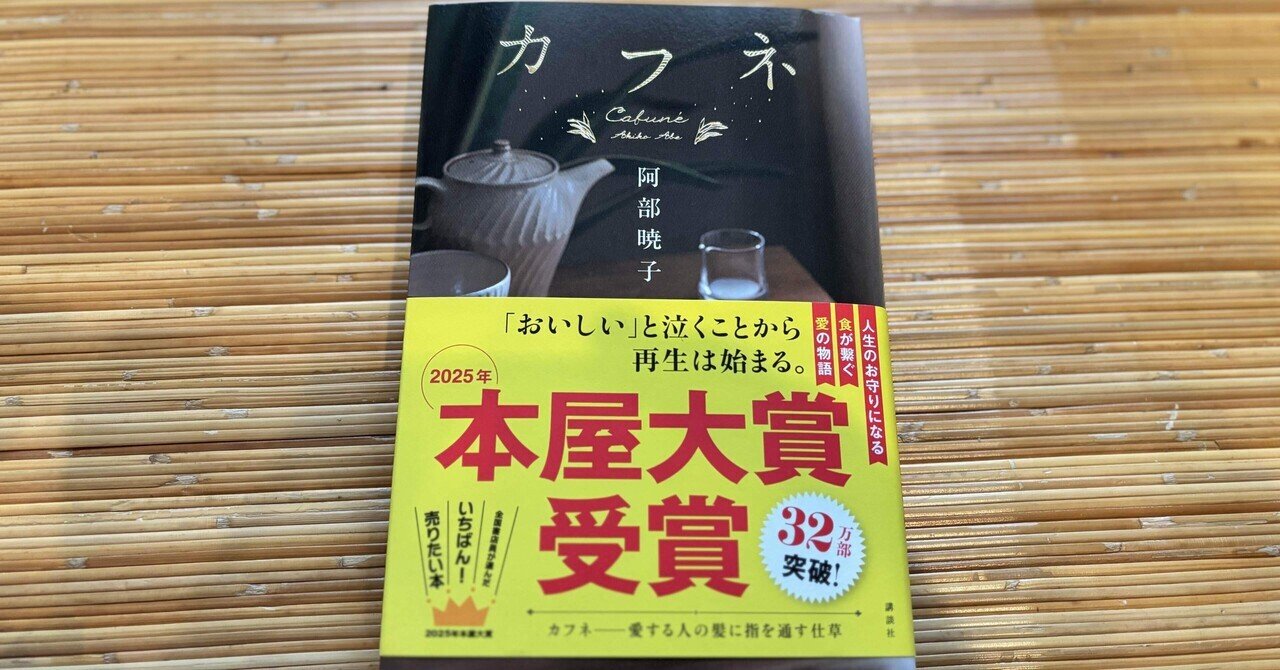 カフネ
Cafuné
Akiko Abe
阿部暁子
「おいしい」と泣くことから
再生は始まる。
人生のお守りになる
食が繋ぐ
愛の物語
2025年
本屋大賞
受賞
32万部
突破!
全国書店員が選んだ
いちばん!
売りたい本
2025年本屋大賞
カフネ——愛する人の髪に指を通す仕草
講談社